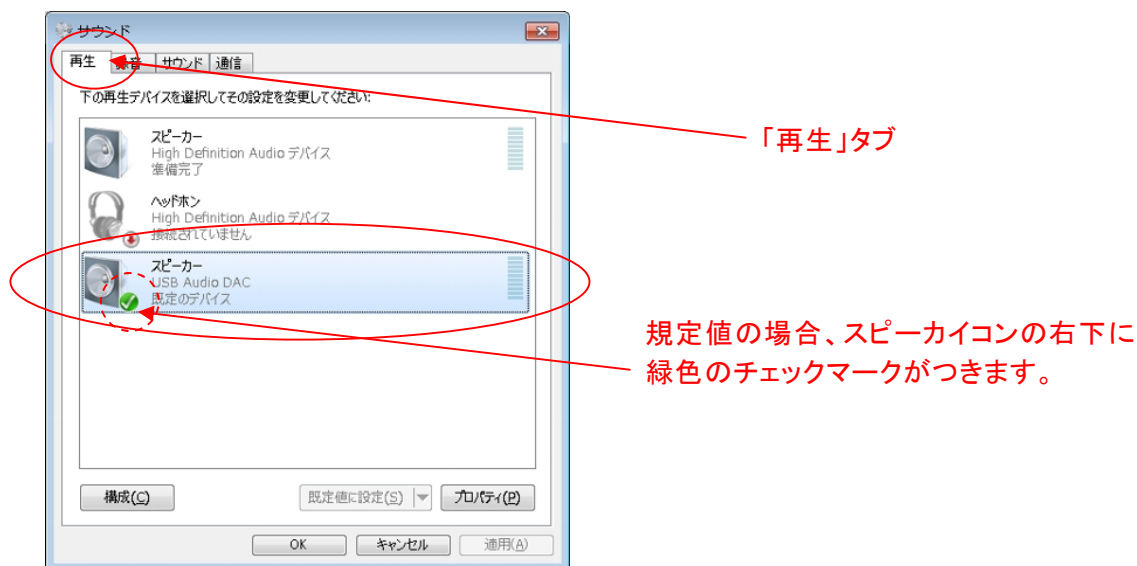 サウンド
再生 録音 サウンド 通信
下の再生デバイスを選択してその設定を変更してください:
スピーカー
High Definition Audio デバイス
準備完了
「再生」タブ
ヘッドホン
High Definition Audio デバイス
接続されていません
スピーカー
USB Audio DAC
既定のデバイス
規定値の場合、スピーカイコンの右下に
緑色のチェックマークがつきます。
構成(C) 既定値に設定(S) プロパティ(P)
OK キャンセル 適用(A)